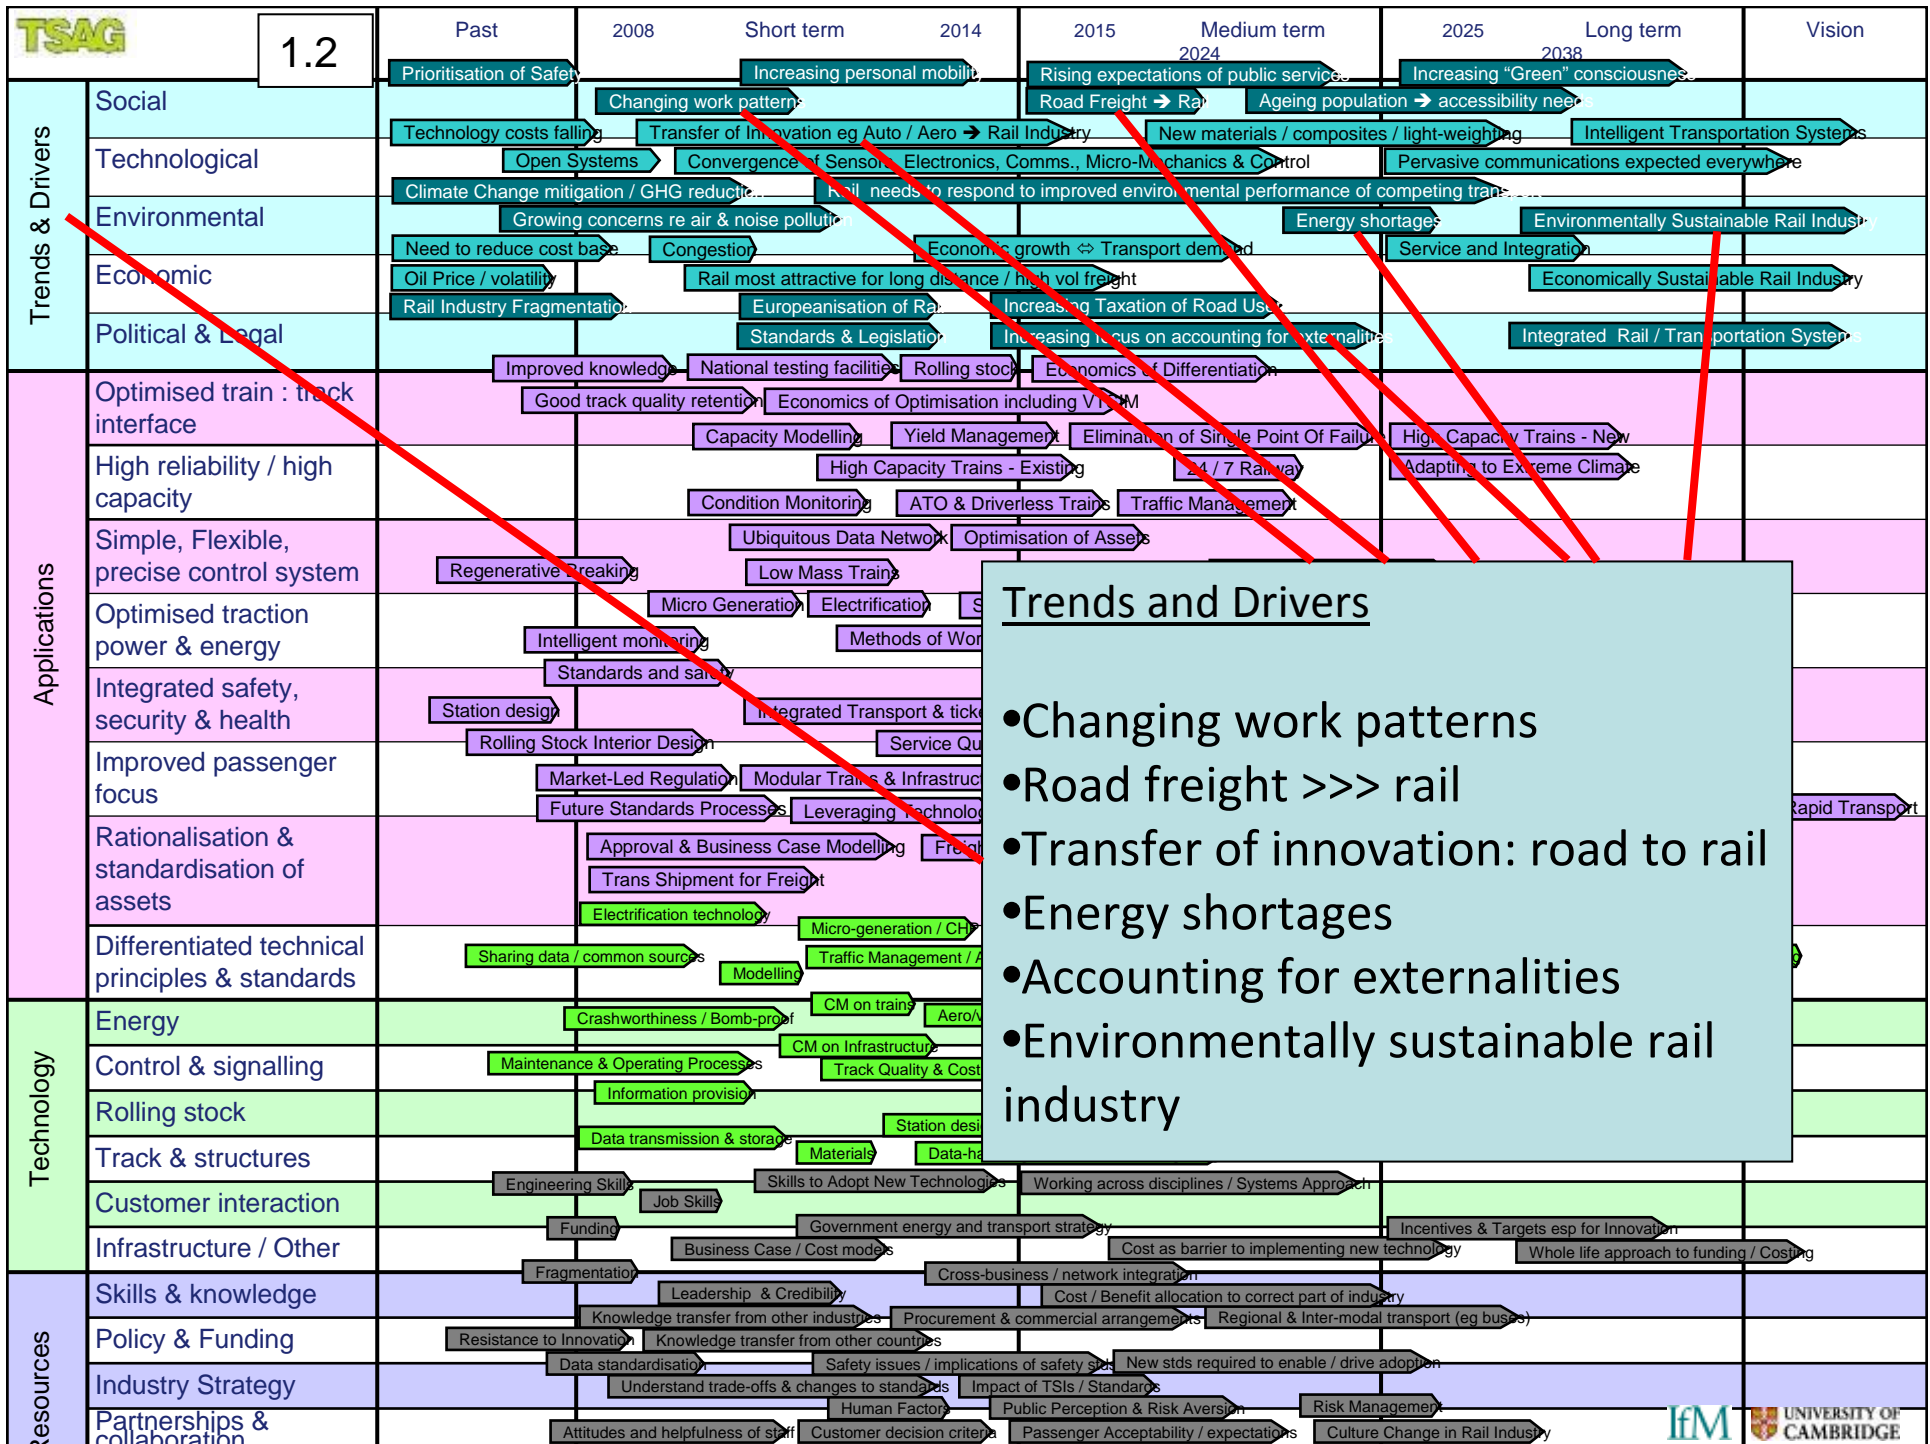 TSAG
1.2
Past
2008
Short term
2014
2015
Medium term
2024
2025
Long term
2038
Vision
Prioritisation of Safety
Increasing personal mobility
Rising expectations of public services
Increasing “Green” consciousness
Trends & Drivers
Social
Changing work patterns
Road Freight ➔ Rail
Ageing population ➔ accessibility needs
Technology costs falling
Transfer of Innovation eg Auto / Aero ➔ Rail Industry
New materials / composites / light-weighting
Intelligent Transportation Systems
Technological
Open Systems
Convergence of Sensors, Electronics, Comms., Micro-Mechanics & Control
Pervasive communications expected everywhere
Climate Change mitigation / GHG reduction
Rail needs to respond to improved environmental performance of competing transport
Environmental
Growing concerns re air & noise pollution
Energy shortages
Environmentally Sustainable Rail Industry
Need to reduce cost base
Congestion
Economic growth ⇔ Transport demand
Service and Integration
Economic
Oil Price / volatility
Rail most attractive for long distance / high vol freight
Economically Sustainable Rail Industry
Rail Industry Fragmentation
Europeanisation of Rail
Increasing Taxation of Road Use
Political & Legal
Standards & Legislation
Increasing focus on accounting for externalities
Integrated Rail / Transportation Systems
Applications
Improved knowledge
National testing facilities
Rolling stock
Economics of Differentiation
Optimised train : track
interface
Good track quality retention
Economics of Optimisation including VTSIM
Capacity Modelling
Yield Management
Elimination of Single Point Of Failure
High Capacity Trains - New
High reliability / high
capacity
High Capacity Trains - Existing
24 / 7 Railway
Adapting to Extreme Climate
Condition Monitoring
ATO & Driverless Trains
Traffic Management
Simple, Flexible,
precise control system
Ubiquitous Data Network
Optimisation of Assets
Regenerative Breaking
Low Mass Trains
Optimised traction
power & energy
Micro Generation
Electrification
S
Intelligent monitoring
Methods of Wor
Standards and safety
Integrated safety,
security & health
Station design
Integrated Transport & ticke
Rolling Stock Interior Design
Service Qu
Improved passenger
focus
Market-Led Regulation
Modular Trains & Infrastruc
Future Standards Processes
Leveraging Technolog
Rapid Transport
Rationalisation &
standardisation of
assets
Approval & Business Case Modelling
Freigh
Trans Shipment for Freight
Electrification technology
Micro-generation / CHP
Differentiated technical
principles & standards
Sharing data / common sources
Modelling
Traffic Management / A
g
Trends and Drivers
•Changing work patterns
•Road freight >>> rail
•Transfer of innovation: road to rail
•Energy shortages
•Accounting for externalities
•Environmentally sustainable rail
industry
Technology
CM on trains
Energy
Crashworthiness / Bomb-proof
Aero/v
CM on Infrastructure
Control & signalling
Maintenance & Operating Processes
Track Quality & Cost
Information provision
Rolling stock
Station desi
Data transmission & storage
Track & structures
Materials
Data-ha
Engineering Skills
Skills to Adopt New Technologies
Working across disciplines / Systems Approach
Customer interaction
Job Skills
Funding
Government energy and transport strategy
Incentives & Targets esp for Innovation
Infrastructure / Other
Business Case / Cost models
Cost as barrier to implementing new technology
Whole life approach to funding / Costing
Resources
Fragmentation
Cross-business / network integration
Skills & knowledge
Leadership & Credibility
Cost / Benefit allocation to correct part of industry
Knowledge transfer from other industries
Procurement & commercial arrangements
Regional & Inter-modal transport (eg buses)
Policy & Funding
Resistance to Innovation
Knowledge transfer from other countries
Data standardisation
Safety issues / implications of safety stds
New stds required to enable / drive adoption
Industry Strategy
Understand trade-offs & changes to standards
Impact of TSIs / Standards
Human Factors
Public Perception & Risk Aversion
Risk Management
Partnerships &
collaboration
Attitudes and helpfulness of staff
Customer decision criteria
Passenger Acceptability / expectations
Culture Change in Rail Industry
IfM
UNIVERSITY OF
CAMBRIDGE